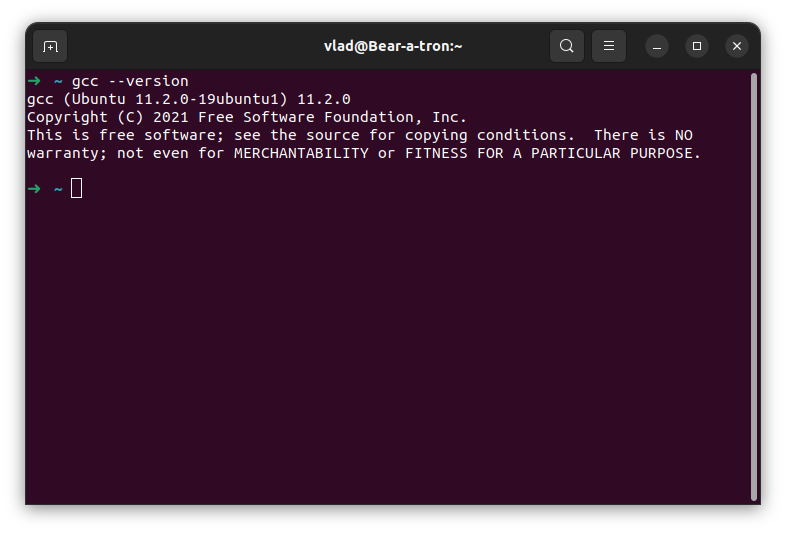 vlad@Bear-a-tron:~
➜ ~ gcc --version
gcc (Ubuntu 11.2.0-19ubuntu1) 11.2.0
Copyright (C) 2021 Free Software Foundation, Inc.
This is free software; see the source for copying conditions.  There is NO
warranty; not even for MERCHANTABILITY or FITNESS FOR A PARTICULAR PURPOSE.
➜ ~